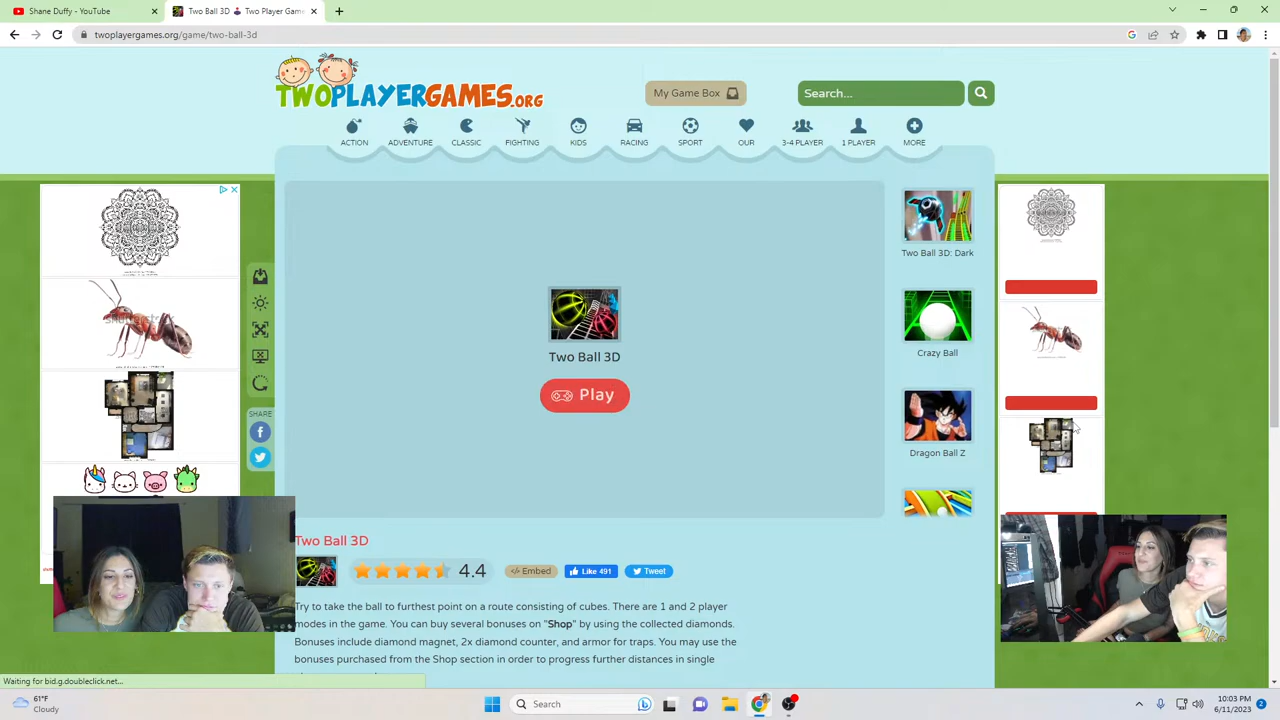 Shane Duffy - YouTube
Two Ball 3D
Two Player Gam
twoplayergames.org/game/two-ball-3d
TWOPLAYERGAMES.ORG
My Game Box
Search...
ACTION
ADVENTURE
CLASSIC
FIGHTING
KIDS
RACING
SPORT
OUR
3-4 PLAYER
1 PLAYER
MORE
Two Ball 3D: Dark
Crazy Ball
Dragon Ball Z
Two Ball 3D
Play
SHARE
Two Ball 3D
4.4
</> Embed
Like 491
Tweet
Try to take the ball to furthest point on a route consisting of cubes. There are 1 and 2 player
modes in the game. You can buy several bonuses on "Shop" by using the collected diamonds.
Bonuses include diamond magnet, 2x diamond counter, and armor for traps. You may use the
bonuses purchased from the Shop section in order to progress further distances in single
Waiting for bid.g.doubleclick.net...
61°F
Cloudy
Search
10:03 PM
6/11/2023
2